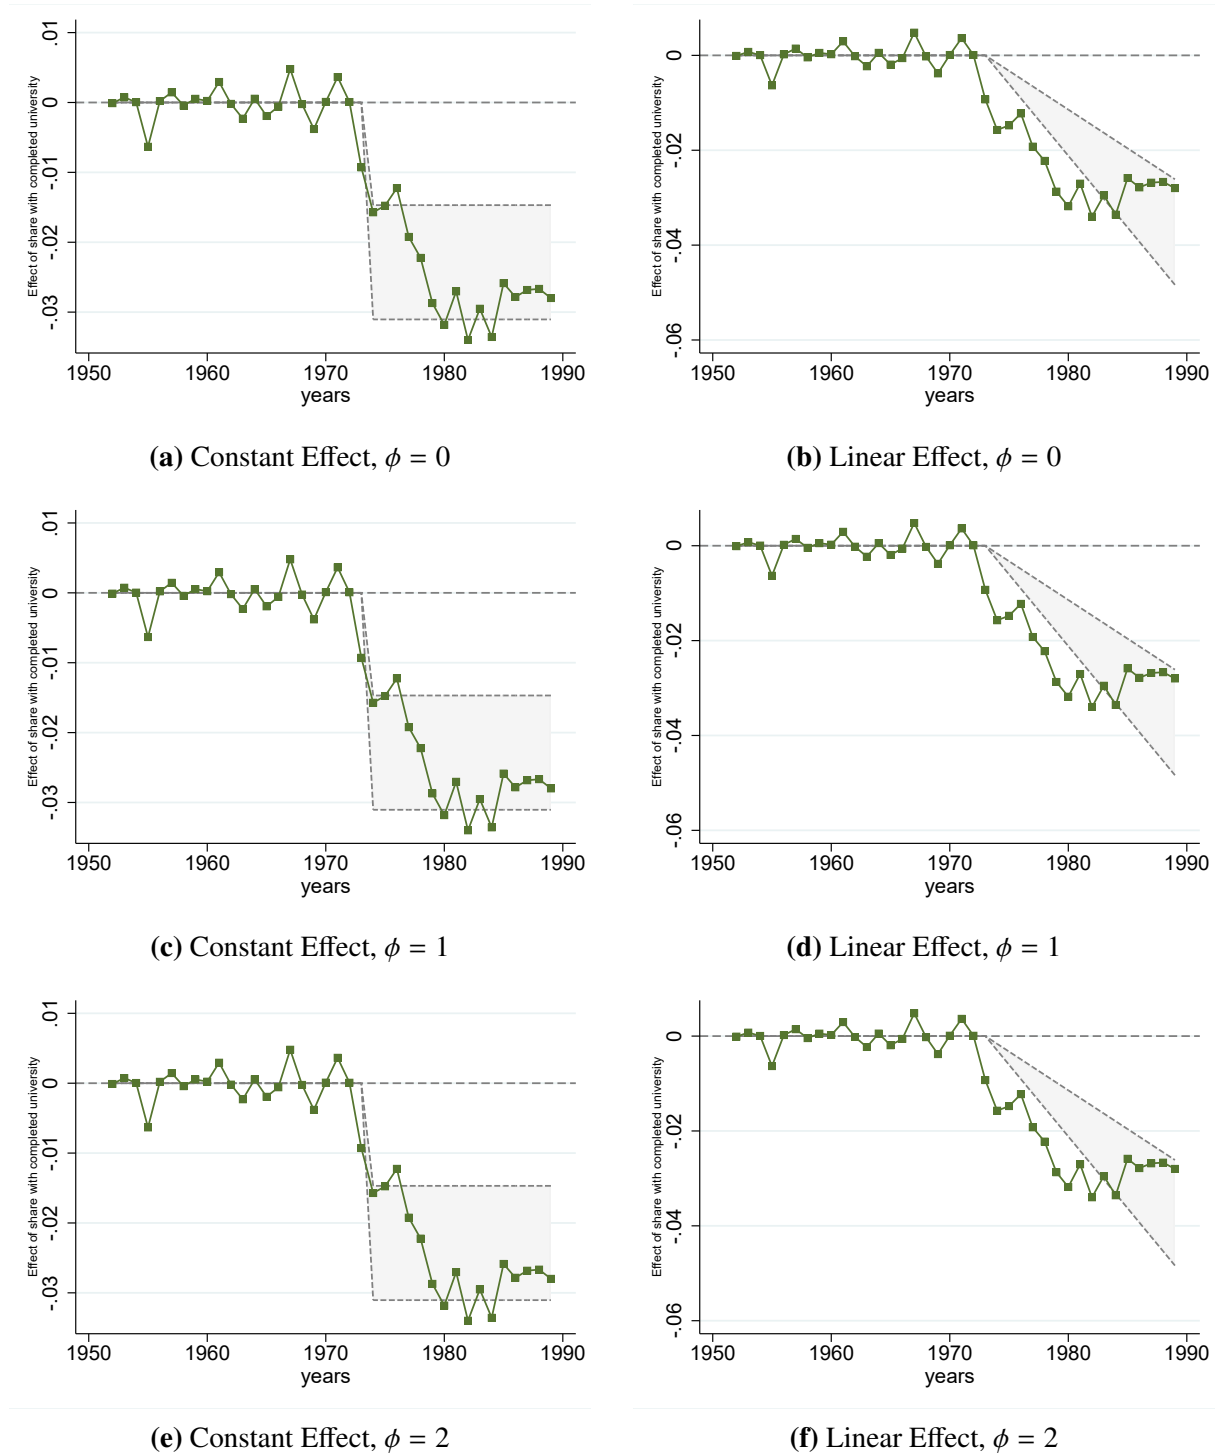 .01
0
-.01
-.02
-.03
Effect of share with completed university
1950 1960 1970 1980 1990
years
(a) Constant Effect, ϕ = 0
0
-.02
-.04
-.06
Effect of share with completed university
1950 1960 1970 1980 1990
years
(b) Linear Effect, ϕ = 0
.01
0
-.01
-.02
-.03
Effect of share with completed university
1950 1960 1970 1980 1990
years
(c) Constant Effect, ϕ = 1
0
-.02
-.04
-.06
Effect of share with completed university
1950 1960 1970 1980 1990
years
(d) Linear Effect, ϕ = 1
.01
0
-.01
-.02
-.03
Effect of share with completed university
1950 1960 1970 1980 1990
years
(e) Constant Effect, ϕ = 2
0
-.02
-.04
-.06
Effect of share with completed university
1950 1960 1970 1980 1990
years
(f) Linear Effect, ϕ = 2